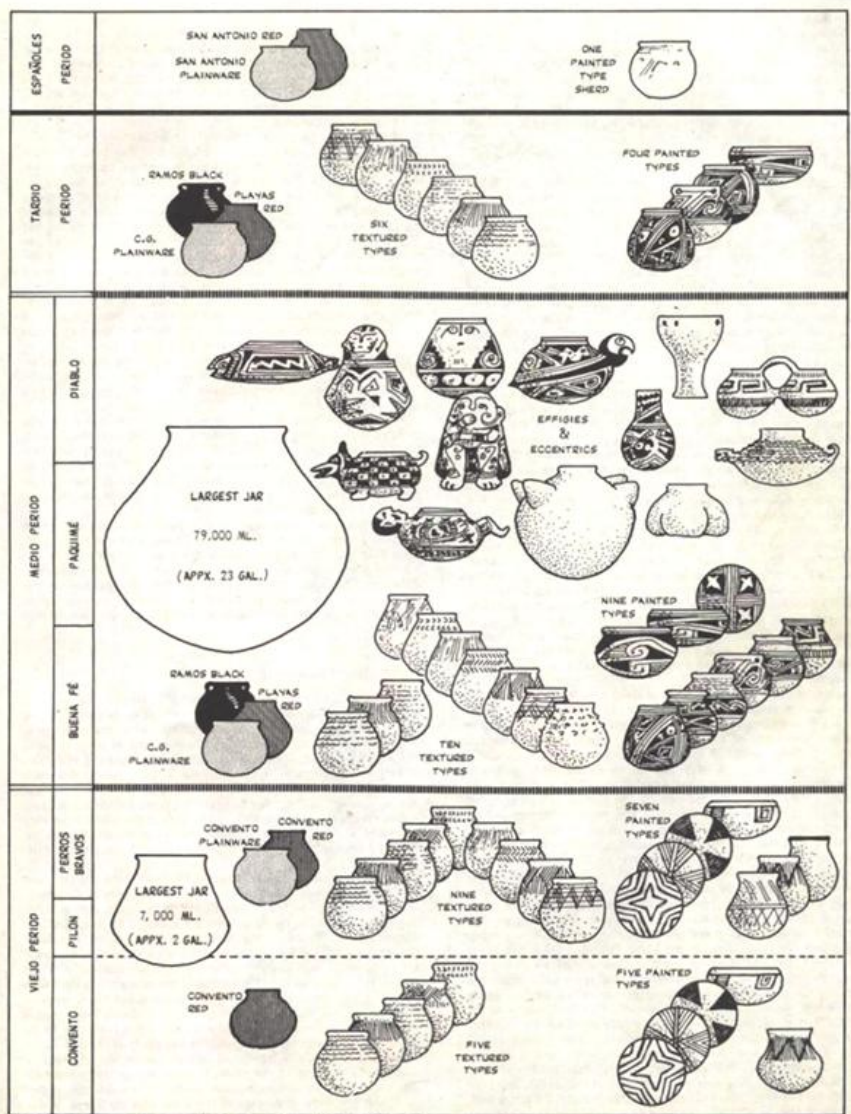 ESPAÑOLES
PERIOD
SAN ANTONIO RED
SAN ANTONIO
PLAINWARE
ONE
PAINTED
TYPE
SHERD
TARDIO
PERIOD
RAMOS BLACK
PLAYAS
RED
C.G.
PLAINWARE
SIX
TEXTURED
TYPES
FOUR PAINTED
TYPES
MEDIO PERIOD
DIABLO
EFFIGIES
&
ECCENTRICS
PAQUIMÉ
LARGEST JAR
79,000 ML.
(APPX. 23 GAL.)
BUENA FÉ
NINE PAINTED
TYPES
RAMOS BLACK
PLAYAS
RED
C.G.
PLAINWARE
TEN
TEXTURED
TYPES
VIEJO PERIOD
PERROS
BRAVOS
CONVENTO
PLAINWARE
CONVENTO
RED
SEVEN
PAINTED
TYPES
PILON
LARGEST JAR
7,000 ML.
(APPX. 2 GAL.)
NINE
TEXTURED
TYPES
CONVENTO
CONVENTO
RED
FIVE
TEXTURED
TYPES
FIVE PAINTED
TYPES